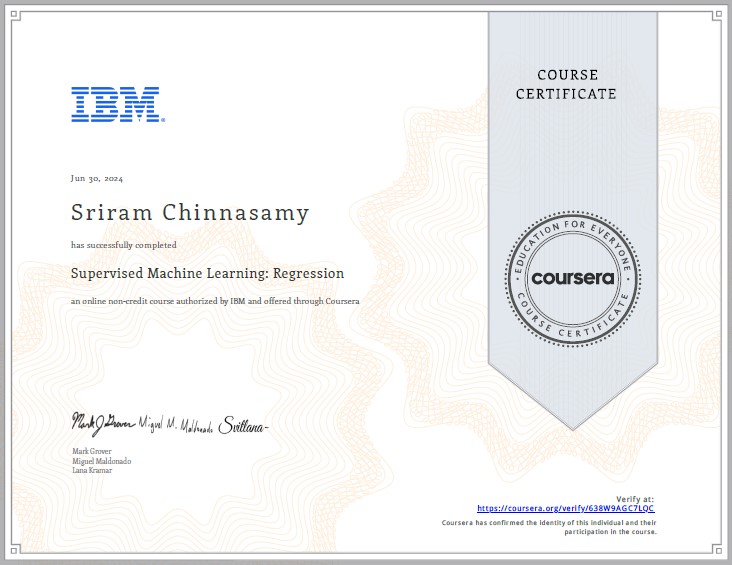 IBM
Jun 30, 2024
Sriram Chinnasamy
has successfully completed
Supervised Machine Learning: Regression
an online non-credit course authorized by IBM and offered through Coursera
Mark J Grover Miguel M. Maldonado Svitlana
Mark Grover
Miguel Maldonado
Lana Kramar
COURSE
CERTIFICATE
EDUCATION FOR EVERYONE
coursera
COURSE CERTIFICATE
Verify at:
https://coursera.org/verify/638W9AGC7LQC
Coursera has confirmed the identity of this individual and their
participation in the course.